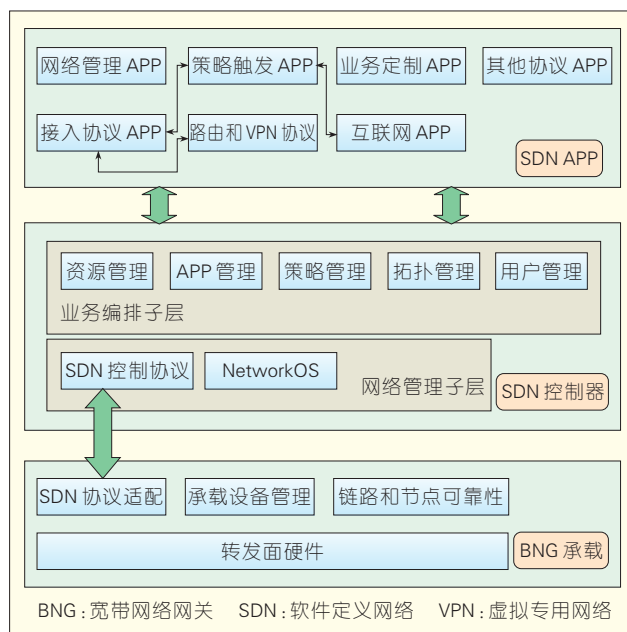 网络管理 APP
策略触发 APP
业务定制 APP
其他协议 APP
接入协议 APP
路由和 VPN 协议
互联网 APP
SDN APP
资源管理
APP 管理
策略管理
拓扑管理
用户管理
业务编排子层
SDN 控制协议
NetworkOS
网络管理子层
SDN 控制器
SDN 协议适配
承载设备管理
链路和节点可靠性
转发面硬件
BNG 承载
BNG：宽带网络网关 SDN：软件定义网络 VPN：虚拟专用网络